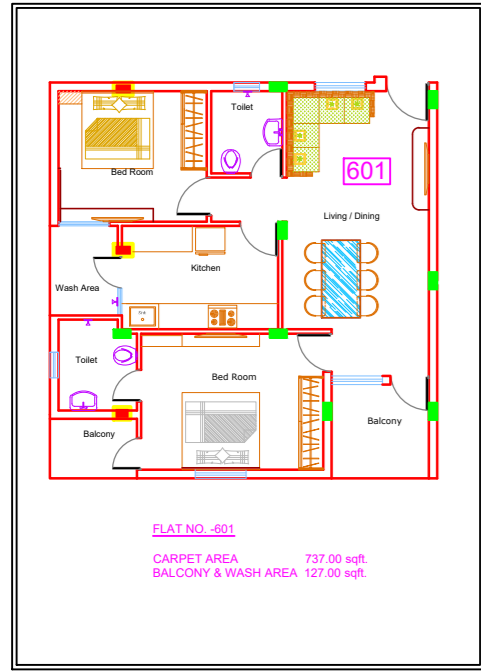 Toilet
Bed Room
601
Living / Dining
Kitchen
Wash Area
Toilet
Bed Room
Balcony
Balcony
FLAT NO. -601
CARPET AREA 737.00 sqft.
BALCONY & WASH AREA 127.00 sqft.